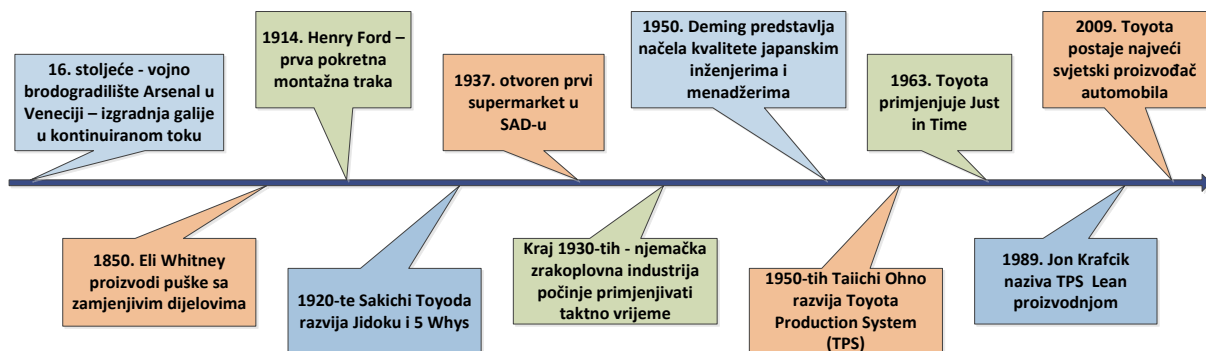 16. stoljeće - vojno
brodogradilište Arsenal u
Veneciji – izgradnja galije
u kontinuiranom toku
1914. Henry Ford –
prva pokretna
montažna traka
1937. otvoren prvi
supermarket u
SAD-u
1950. Deming predstavlja
načela kvalitete japanskim
inženjerima i
menadžerima
1963. Toyota
primjenjuje Just
in Time
2009. Toyota
postaje najveći
svjetski proizvođač
automobila
1850. Eli Whitney
proizvodi puške sa
zamjenjivim dijelovima
1920-te Sakichi Toyoda
razvija Jidoku i 5 Whys
Kraj 1930-tih - njemačka
zrakoplovna industrija
počinje primjenjivati
taktno vrijeme
1950-tih Taiichi Ohno
razvija Toyota
Production System
(TPS)
1989. Jon Krafcik
naziva TPS Lean
proizvodnjom